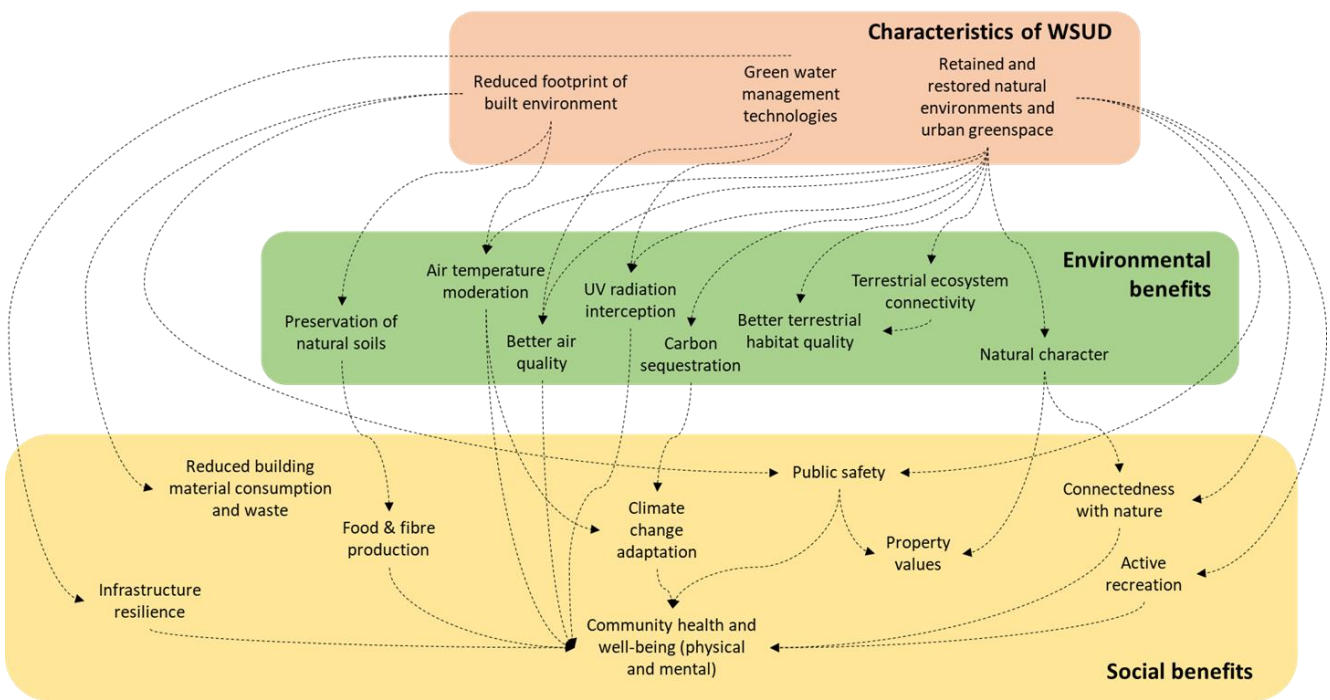 Characteristics of WSUD
Reduced footprint of
built environment
Green water
management
technologies
Retained and
restored natural
environments and
urban greenspace
Environmental
benefits
Preservation of
natural soils
Air temperature
moderation
Better air
quality
UV radiation
interception
Carbon
sequestration
Better terrestrial
habitat quality
Terrestrial ecosystem
connectivity
Natural character
Reduced building
material consumption
and waste
Food & fibre
production
Infrastructure
resilience
Climate
change
adaptation
Public safety
Property
values
Connectedness
with nature
Active
recreation
Community health and
well-being (physical
and mental)
Social benefits